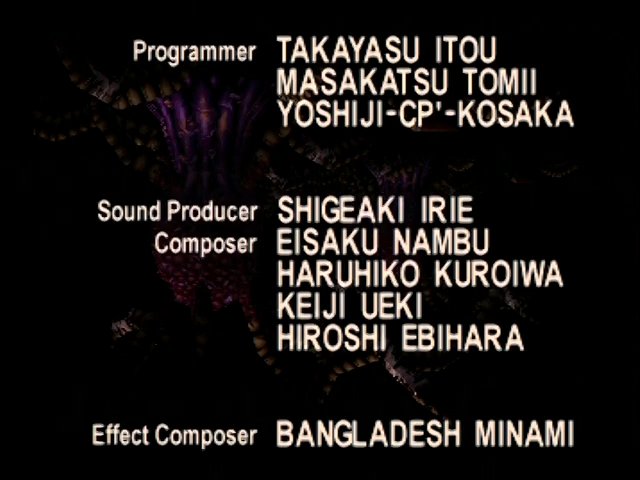 Programmer TAKAYASU ITOU
MASAKATSU TOMII
YOSHIJI-CP'-KOSAKA
Sound Producer SHIGEAKI IRIE
Composer EISAKU NAMBU
HARUHIKO KUROIWA
KEIJI UEKI
HIROSHI EBIHARA
Effect Composer BANGLADESH MINAMI